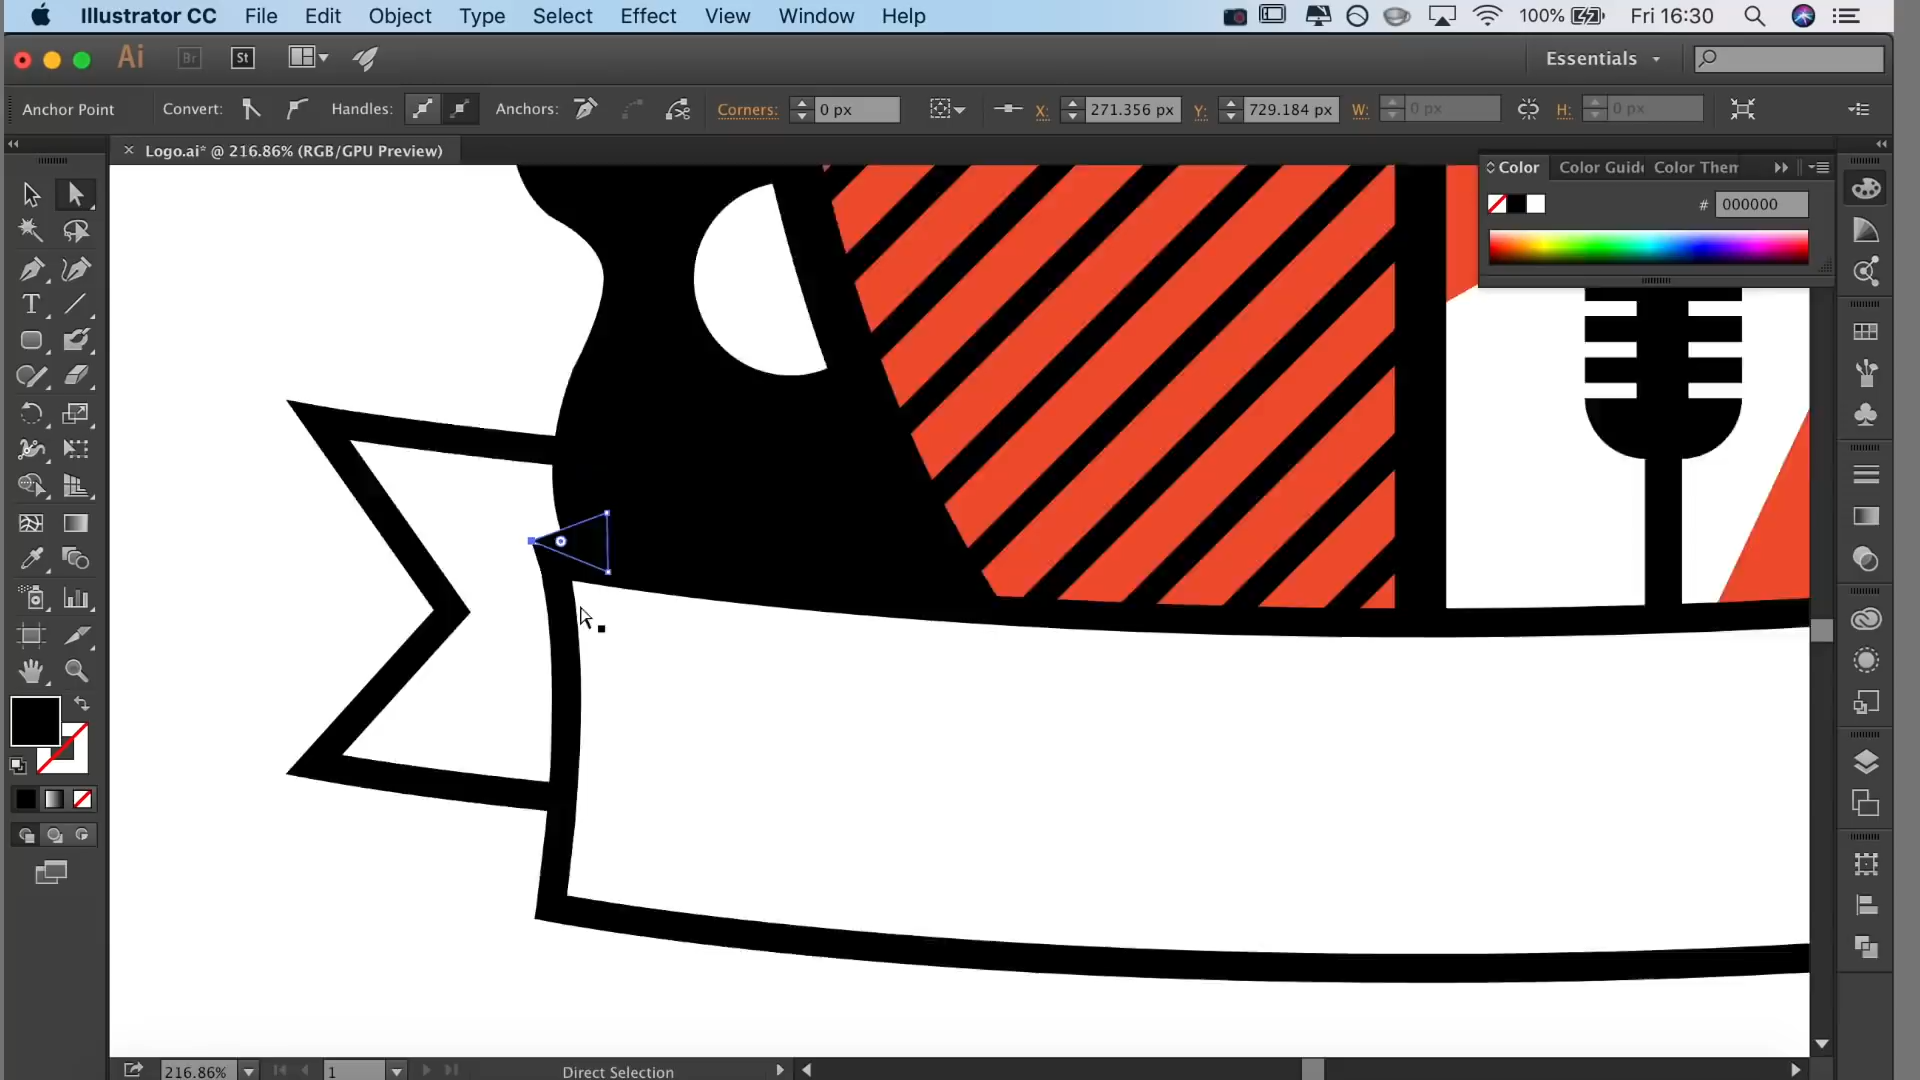 Illustrator CC File Edit Object Type Select Effect View Window Help 100% Fri 16:30
Ai Br St Essentials
Anchor Point Convert: Handles: Anchors: Corners: 0 px X: 271.356 px Y: 729.184 px W: 0 px H: 0 px
Logo.ai* @ 216.86% (RGB/GPU Preview)
Color Color Guid Color Them
# 000000
T
216.86% 1 Direct Selection